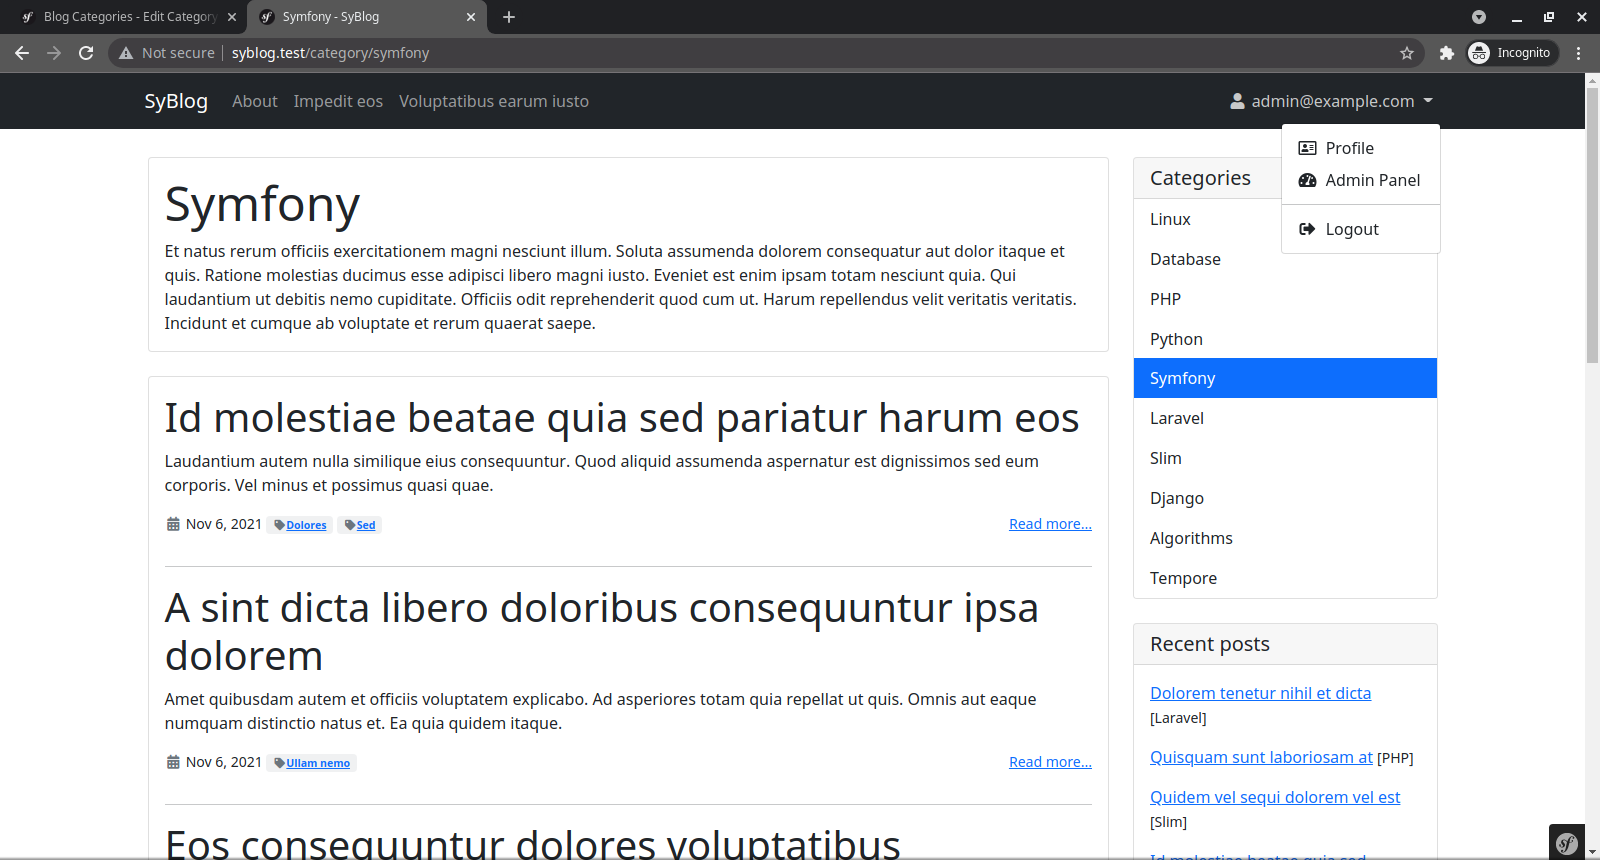 Blog Categories - Edit Category
Symfony - SyBlog
Not secure
syblog.test/category/symfony
Incognito
SyBlog
About
Impedit eos
Voluptatibus earum iusto
admin@example.com
Profile
Admin Panel
Logout
Symfony
Et natus rerum officiis exercitationem magni nesciunt illum. Soluta assumenda dolorem consequatur aut dolor itaque et
quis. Ratione molestias ducimus esse adipisci libero magni iusto. Eveniet est enim ipsam totam nesciunt quia. Qui
laudantium ut debitis nemo cupiditate. Officiis odit reprehenderit quod cum ut. Harum repellendus velit veritatis veritatis.
Incidunt et cumque ab voluptate et rerum quaerat saepe.
Id molestiae beatae quia sed pariatur harum eos
Laudantium autem nulla similique eius consequuntur. Quod aliquid assumenda aspernatur est dignissimos sed eum
corporis. Vel minus et possimus quasi quae.
Nov 6, 2021 Dolores Sed
Read more...
A sint dicta libero doloribus consequuntur ipsa
dolorem
Amet quibusdam autem et officiis voluptatem explicabo. Ad asperiores totam quia repellat ut quis. Omnis aut eaque
numquam distinctio natus et. Ea quia quidem itaque.
Nov 6, 2021 Ullam nemo
Read more...
Eos consequuntur dolores voluptatibus
Categories
Linux
Database
PHP
Python
Symfony
Laravel
Slim
Django
Algorithms
Tempore
Recent posts
Dolorem tenetur nihil et dicta
[Laravel]
Quisquam sunt laboriosam at [PHP]
Quidem vel sequi dolorem vel est
[Slim]
Id molestiae beatae quia sed